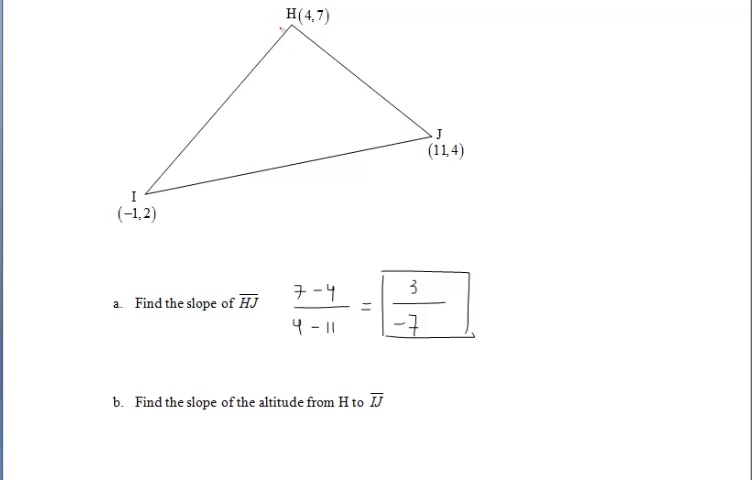 H(4,7)
J
(11,4)
I
(−1,2)
a. Find the slope of HJ
7 - 4
4 - 11
=
3
-7
b. Find the slope of the altitude from H to IJ